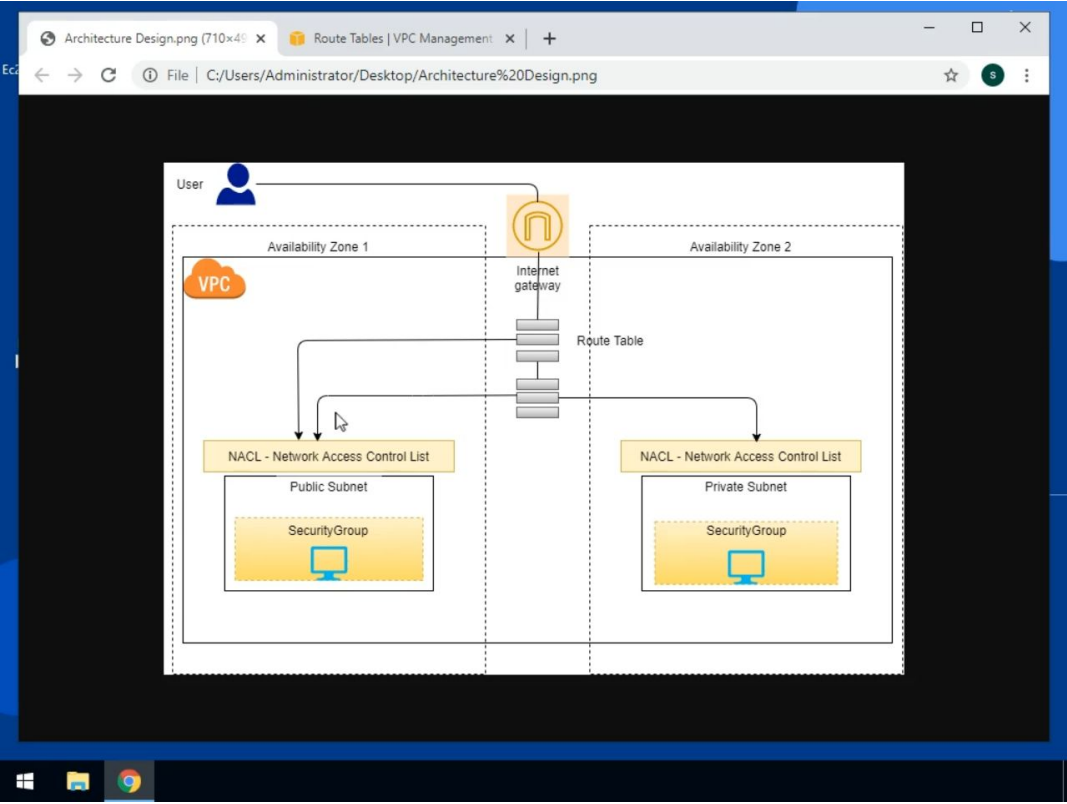 Architecture Design.png (710×49
Route Tables | VPC Management
Ec2
File
C:/Users/Administrator/Desktop/Architecture%20Design.png
S
User
Availability Zone 1
Availability Zone 2
VPC
Internet
gateway
Route Table
NACL - Network Access Control List
NACL - Network Access Control List
Public Subnet
Private Subnet
SecurityGroup
SecurityGroup